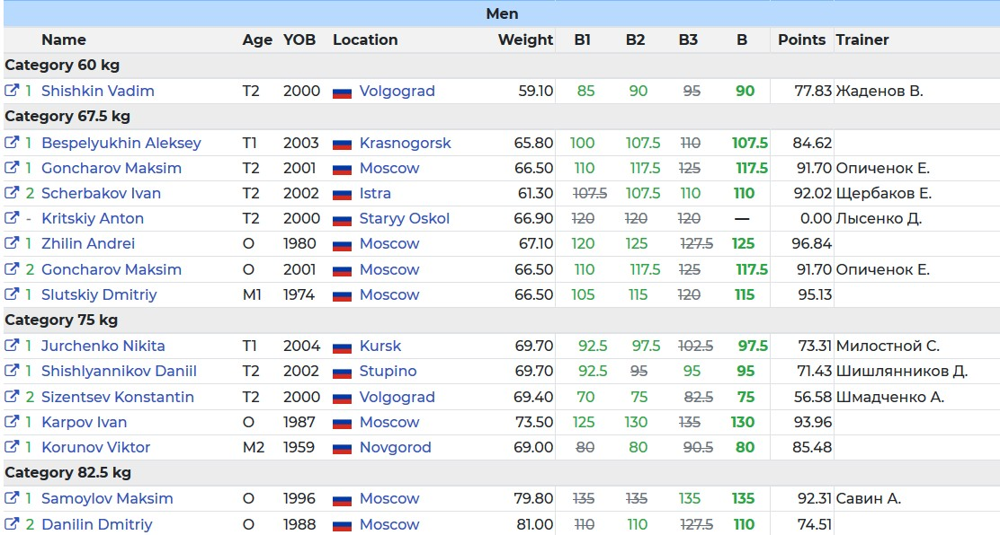 Men
Name Age YOB Location Weight B1 B2 B3 B Points Trainer
Category 60 kg
1 Shishkin Vadim T2 2000 Volgograd 59.10 85 90 95 90 77.83 Жаденов В.
Category 67.5 kg
1 Bespelyukhin Aleksey T1 2003 Krasnogorsk 65.80 100 107.5 110 107.5 84.62
1 Goncharov Maksim T2 2001 Moscow 66.50 110 117.5 125 117.5 91.70 Опиченок Е.
2 Scherbakov Ivan T2 2002 Istra 61.30 107.5 107.5 110 110 92.02 Щербаков Е.
- Kritskiy Anton T2 2000 Staryy Oskol 66.90 120 120 120 — 0.00 Лысенко Д.
1 Zhilin Andrei O 1980 Moscow 67.10 120 125 127.5 125 96.84
2 Goncharov Maksim O 2001 Moscow 66.50 110 117.5 125 117.5 91.70 Опиченок Е.
1 Slutskiy Dmitriy M1 1974 Moscow 66.50 105 115 120 115 95.13
Category 75 kg
1 Jurchenko Nikita T1 2004 Kursk 69.70 92.5 97.5 102.5 97.5 73.31 Милостной С.
1 Shishlyannikov Daniil T2 2002 Stupino 69.70 92.5 95 95 95 71.43 Шишлянников Д.
2 Sizentsev Konstantin T2 2000 Volgograd 69.40 70 75 82.5 75 56.58 Шмадченко А.
1 Karpov Ivan O 1987 Moscow 73.50 125 130 135 130 93.96
1 Korunov Viktor M2 1959 Novgorod 69.00 80 80 90.5 80 85.48
Category 82.5 kg
1 Samoylov Maksim O 1996 Moscow 79.80 135 135 135 135 92.31 Савин А.
2 Danilin Dmitriy O 1988 Moscow 81.00 110 110 127.5 110 74.51